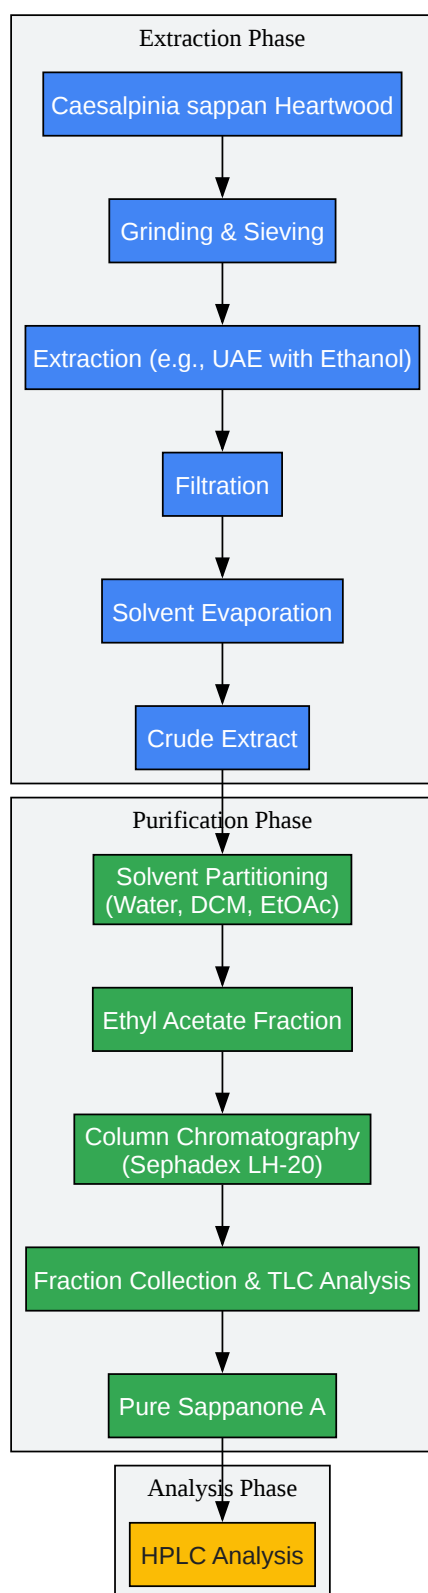 Extraction Phase
Caesalpinia sappan Heartwood
Grinding & Sieving
Extraction (e.g., UAE with Ethanol)
Filtration
Solvent Evaporation
Crude Extract
Purification Phase
Solvent Partitioning
(Water, DCM, EtOAc)
Ethyl Acetate Fraction
Column Chromatography
(Sephadex LH-20)
Fraction Collection & TLC Analysis
Pure Sappanone A
Analysis Phase
HPLC Analysis